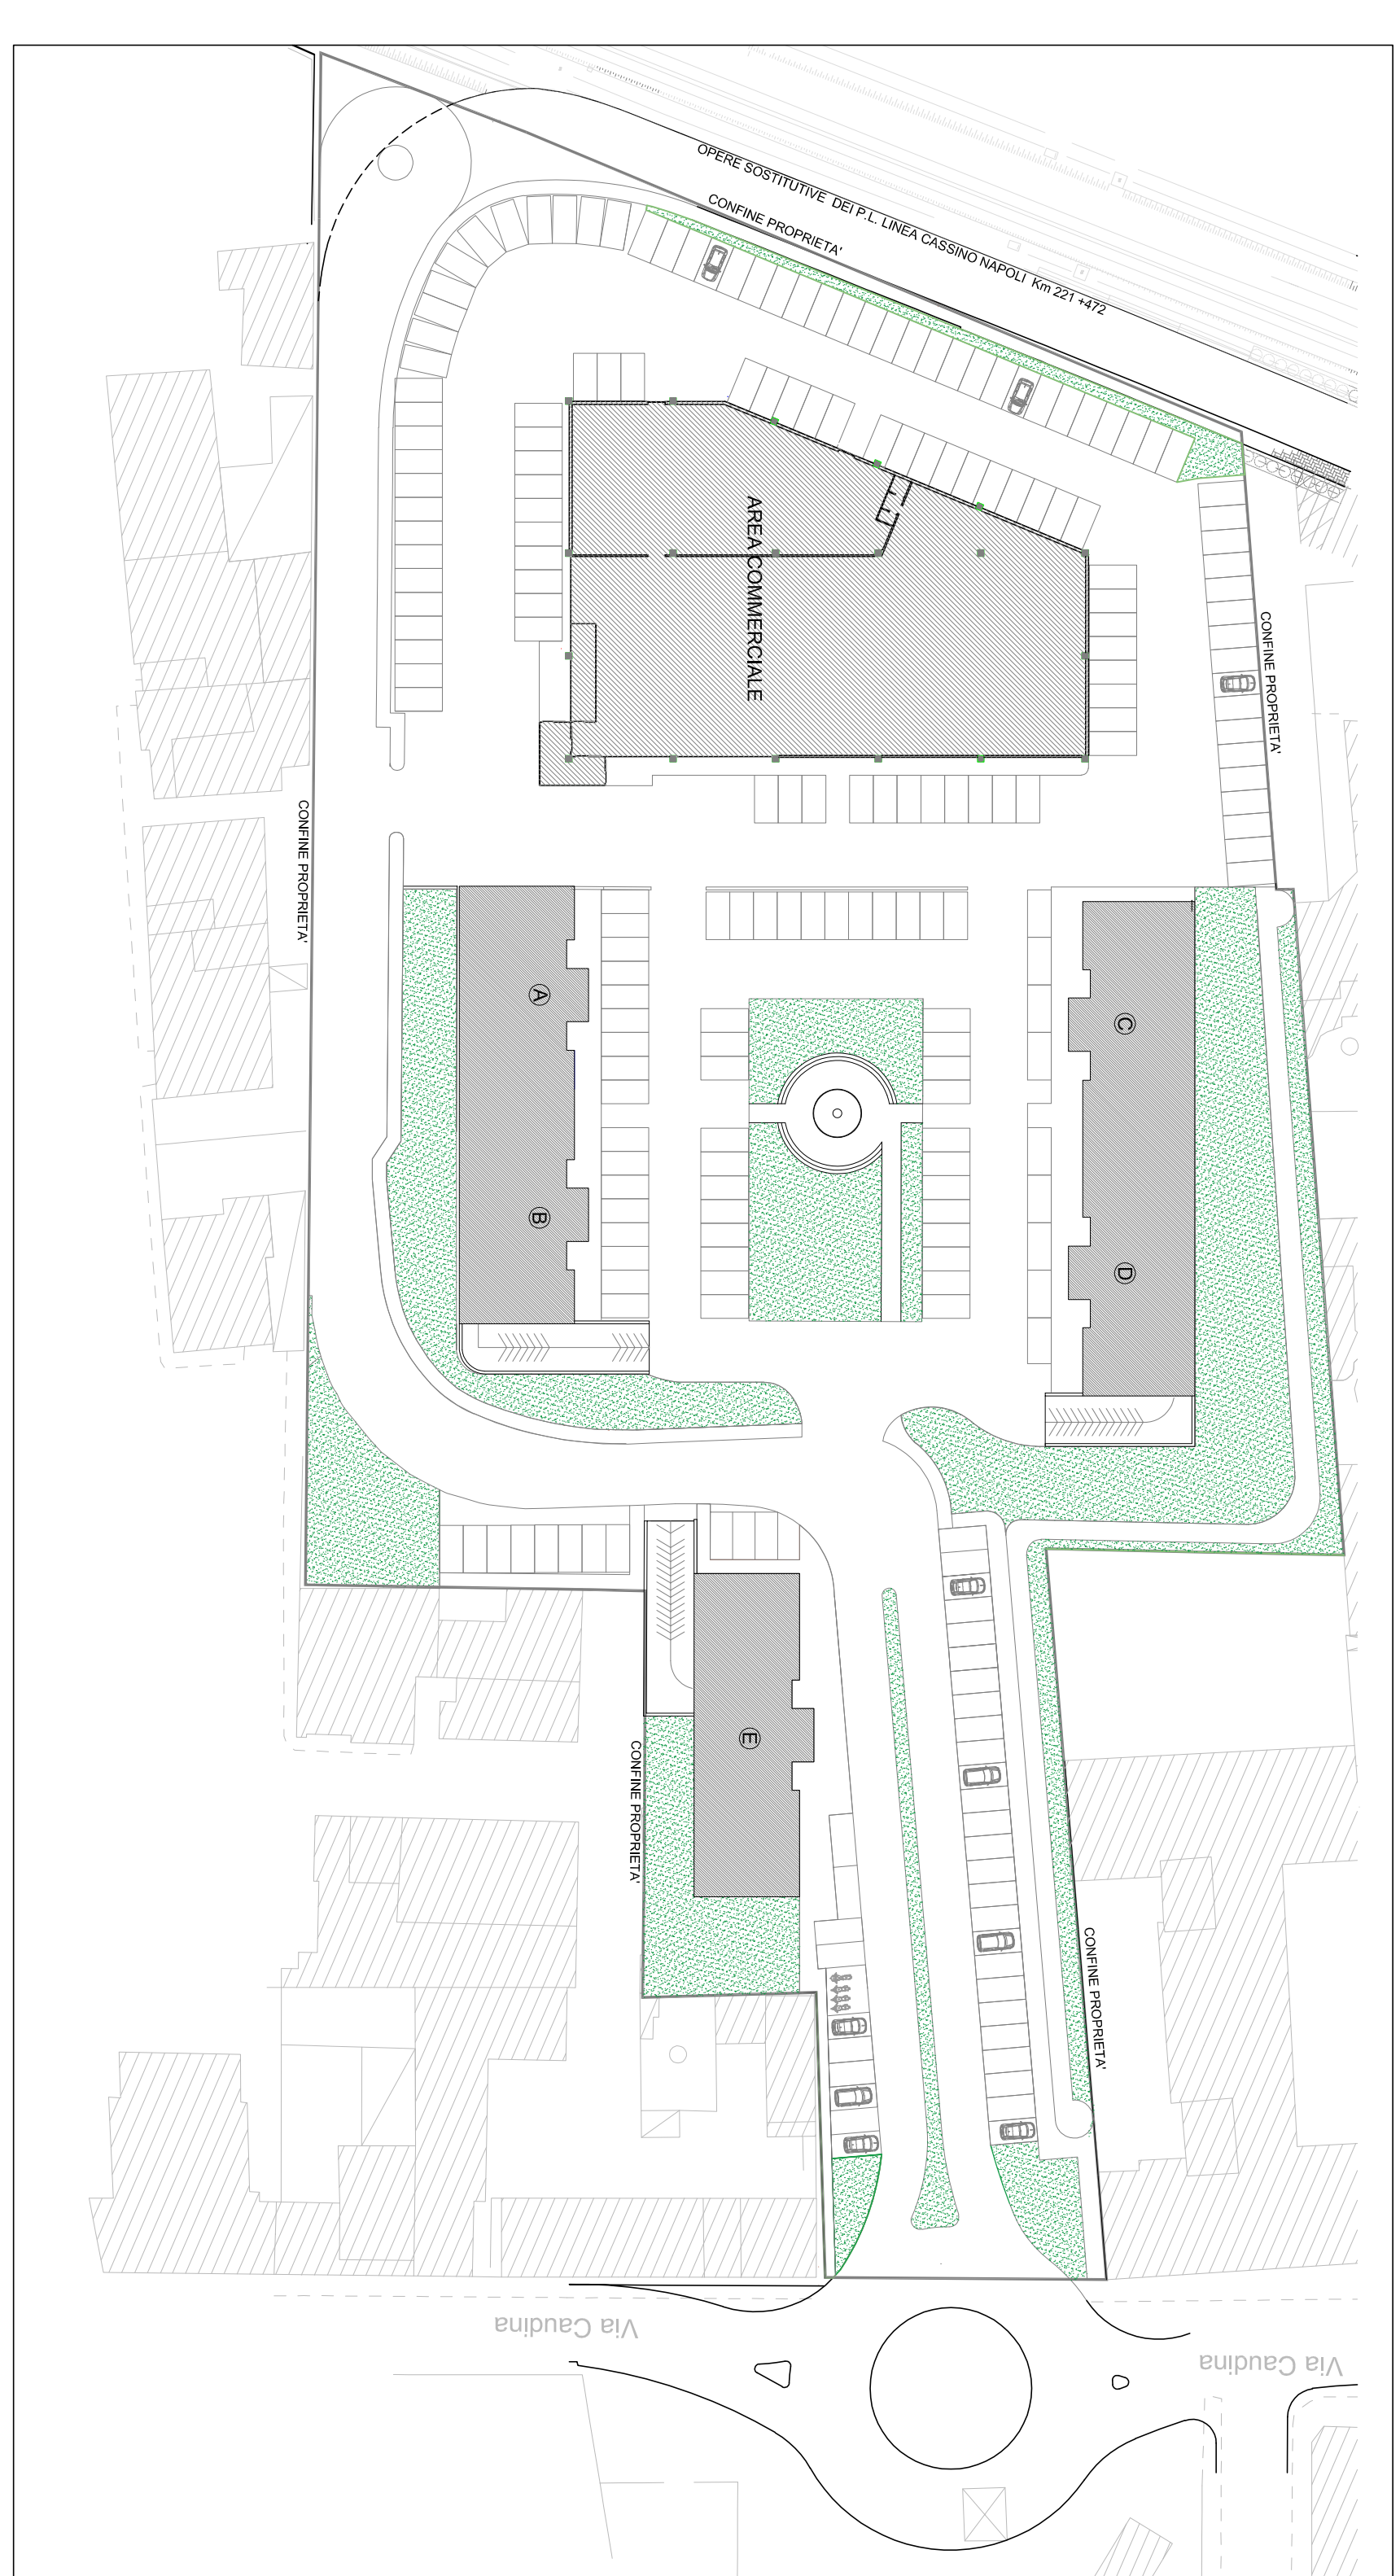 OPERE SOSTITUTIVE DEI P.L. LINEA CASSINO NAPOLI Km 221 +472
CONFINE PROPRIETA'
AREA COMMERCIALE
CONFINE PROPRIETA'
CONFINE PROPRIETA'
A
C
B
D
E
CONFINE PROPRIETA'
CONFINE PROPRIETA'
Via Caudina
Via Caudina